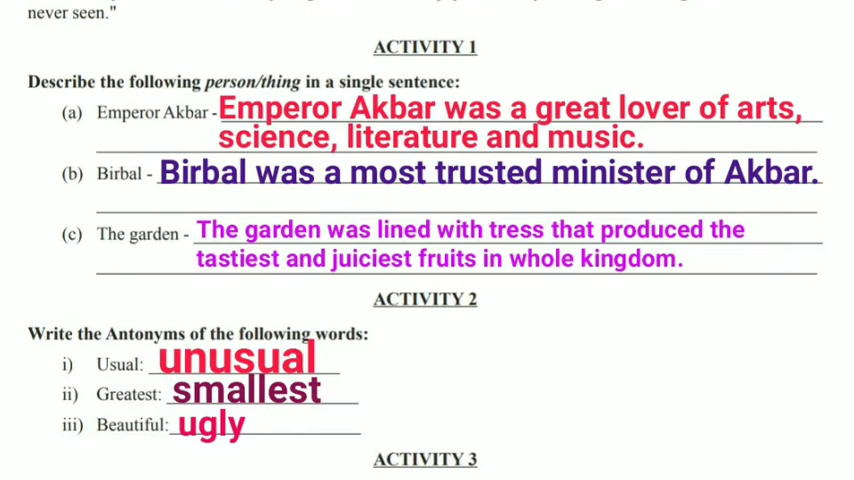 never seen."
ACTIVITY 1
Describe the following person/thing in a single sentence:
(a) Emperor Akbar - Emperor Akbar was a great lover of arts,
science, literature and music.
(b) Birbal - Birbal was a most trusted minister of Akbar.
(c) The garden - The garden was lined with tress that produced the
tastiest and juiciest fruits in whole kingdom.
ACTIVITY 2
Write the Antonyms of the following words:
i) Usual: unusual
ii) Greatest: smallest
iii) Beautiful: ugly
ACTIVITY 3